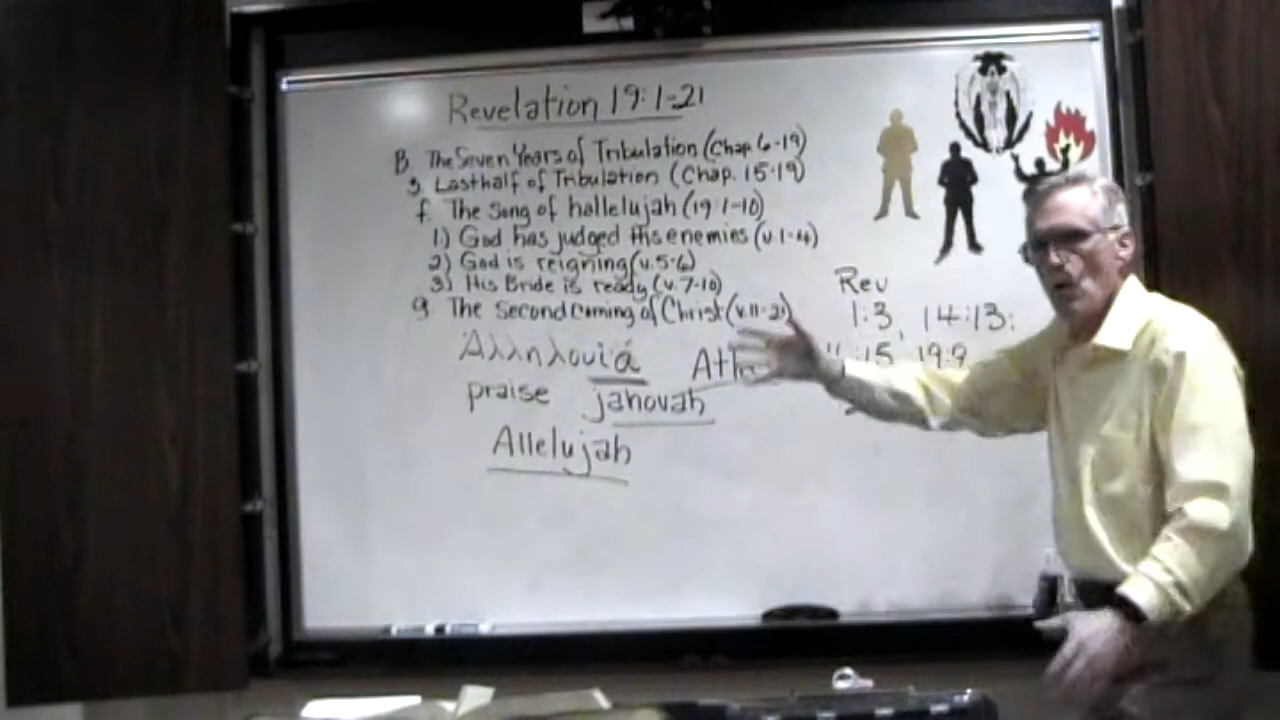 Revelation 19:1-21
B. The Seven Years of Tribulation (Chap 6-19)
3. Last half of Tribulation (Chap. 15-19)
f. The Song of hallelujah (19:1-10)
1.) God has judged His enemies (v.1-4)
2) God is reigning (v.5-6)
3) His Bride is ready (v.7-10)
g. The Second Coming of Christ (v.11-21)
Rev
1:3, 14:13:
:15, 19:9
Αλληλουιά
praise jahovah
Allelujah